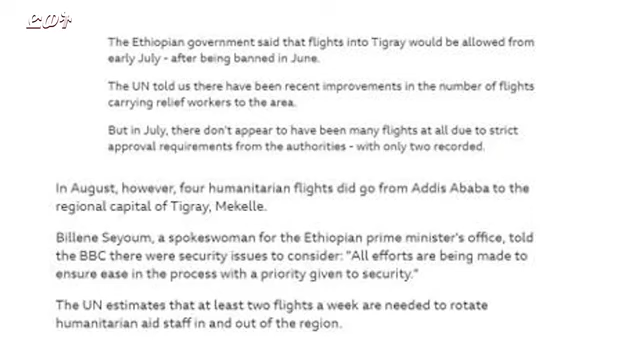 ድምጺ
The Ethiopian government said that flights into Tigray would be allowed from
early July - after being banned in June.
The UN told us there have been recent improvements in the number of flights
carrying relief workers to the area.
But in July, there don't appear to have been many flights at all due to strict
approval requirements from the authorities - with only two recorded.
In August, however, four humanitarian flights did go from Addis Ababa to the
regional capital of Tigray, Mekelle.
Billene Seyoum, a spokeswoman for the Ethiopian prime minister's office, told
the BBC there were security issues to consider: "All efforts are being made to
ensure ease in the process with a priority given to security."
The UN estimates that at least two flights a week are needed to rotate
humanitarian aid staff in and out of the region.